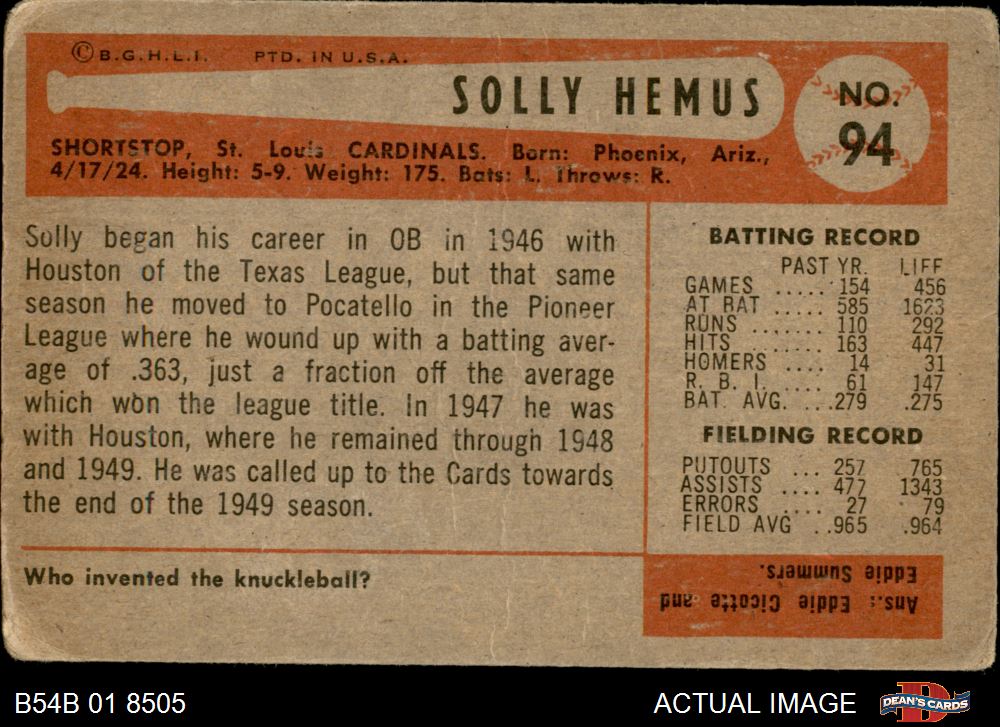 © B.G.H.L.I. PTD. IN U.S.A.
SOLLY HEMUS
NO. 94
SHORTSTOP, St. Louis CARDINALS. Born: Phoenix, Ariz.,
4/17/24. Height: 5-9. Weight: 175. Bats: L. Throws: R.
Solly began his career in OB in 1946 with
Houston of the Texas League, but that same
season he moved to Pocatello in the Pioneer
League where he wound up with a batting aver-
age of .363, just a fraction off the average
which won the league title. In 1947 he was
with Houston, where he remained through 1948
and 1949. He was called up to the Cards towards
the end of the 1949 season.
BATTING RECORD
PAST YR. LIFE
GAMES ..... 154 456
AT BAT ..... 585 1623
RUNS ....... 110 292
HITS ....... 163 447
HOMERS .... 14 31
R. B. I. .... 61 147
BAT. AVG. ...279 .275
FIELDING RECORD
PUTOUTS ... 257 765
ASSISTS .... 477 1343
ERRORS .... 27 79
FIELD AVG ..965 .964
Who invented the knuckleball?
Ans.: Eddie Cicotte and
Eddie Summers.
B54B 01 8505
ACTUAL IMAGE
DEAN'S CARDS